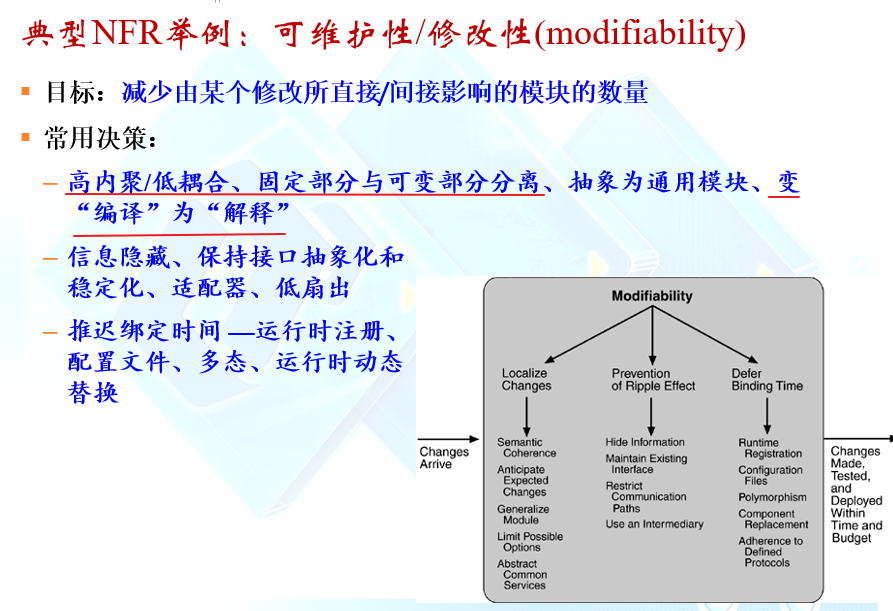 典型NFR举例：可维护性/修改性(modifiability)
目标：减少由某个修改所直接/间接影响的模块的数量
常用决策：
– 高内聚/低耦合、固定部分与可变部分分离、抽象为通用模块、变
“编译”为“解释”
– 信息隐藏、保持接口抽象化和
稳定化、适配器、低扇出
– 推迟绑定时间 —运行时注册、
配置文件、多态、运行时动态
替换
Modifiability
Localize
Changes
Prevention
of Ripple Effect
Defer
Binding Time
Changes
Arrive
Semantic
Coherence
Anticipate
Expected
Changes
Generalize
Module
Limit Possible
Options
Abstract
Common
Services
Hide Information
Maintain Existing
Interface
Restrict
Communication
Paths
Use an Intermediary
Runtime
Registration
Configuration
Files
Polymorphism
Component
Replacement
Adherence to
Defined
Protocols
Changes
Made,
Tested,
and
Deployed
Within
Time and
Budget